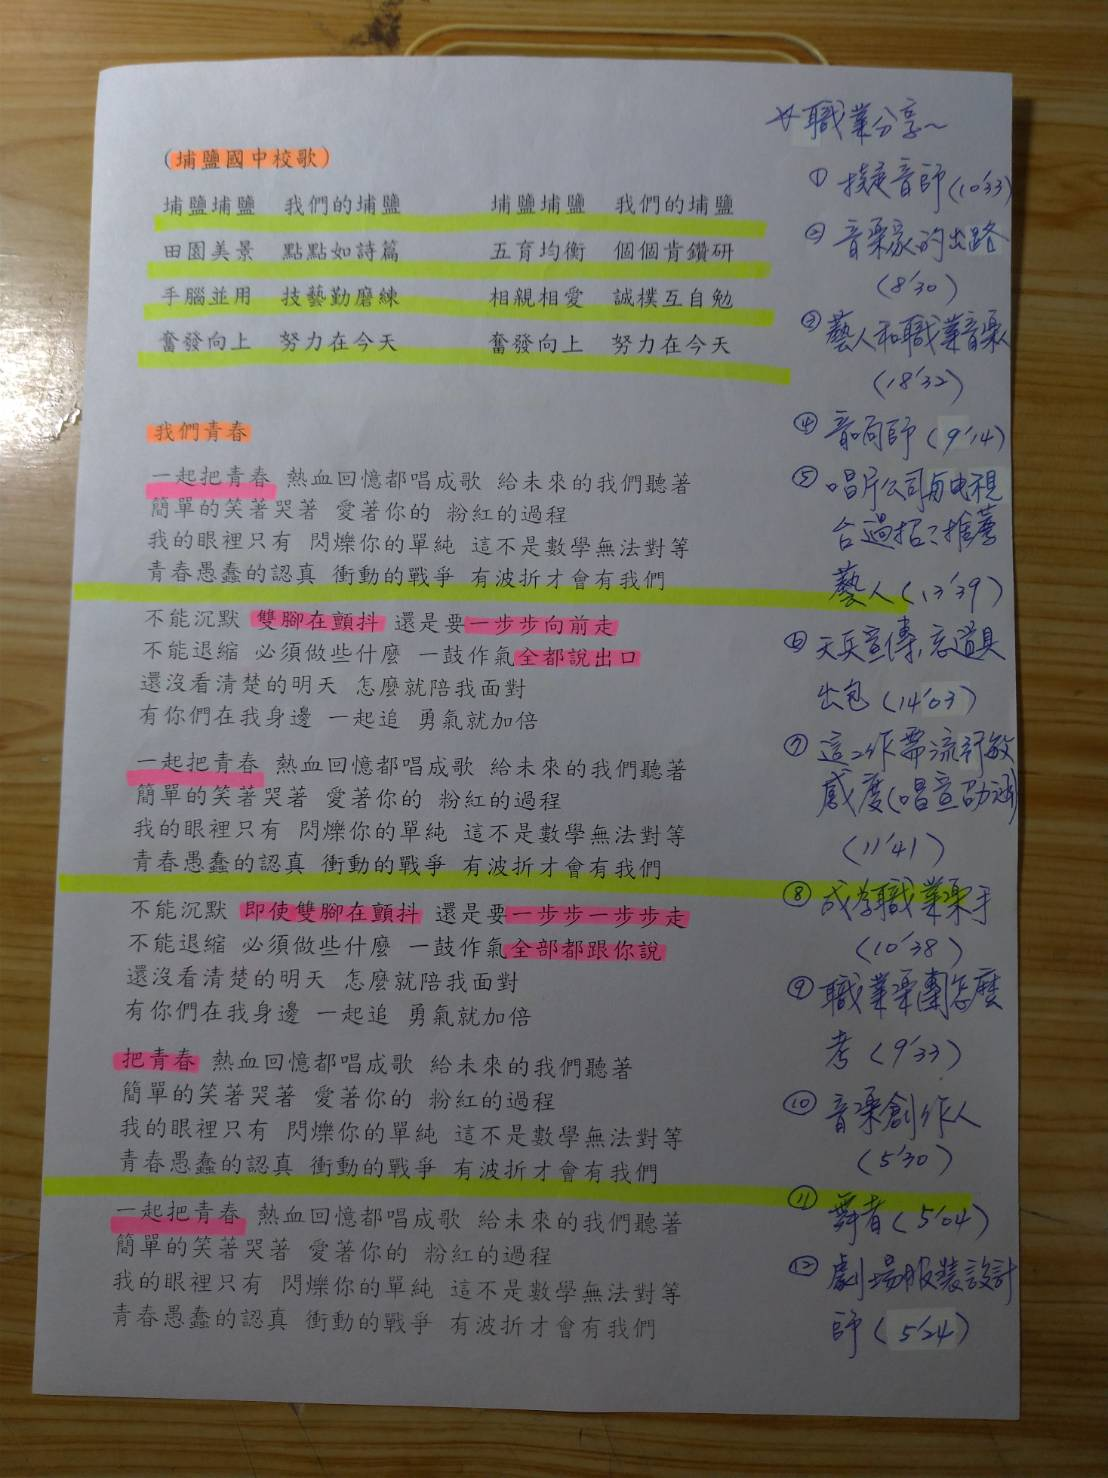 (埔鹽國中校歌)
埔鹽埔鹽 我們的埔鹽 埔鹽埔鹽 我們的埔鹽
田園美景 點點如詩篇 五育均衡 個個肯鑽研
手腦並用 技藝勤磨練 相親相愛 誠樸互自勉
奮發向上 努力在今天 奮發向上 努力在今天
我們青春
一起把青春 熱血回憶都唱成歌 給未來的我們聽著
簡單的笑著哭著 愛著你的 粉紅的過程
我的眼裡只有 閃爍你的單純 這不是數學無法對等
青春愚蠢的認真 衝動的戰爭 有波折才會有我們
不能沉默 雙腳在顫抖 還是要一步步向前走
不能退縮 必須做些什麼 一鼓作氣全都說出口
還沒看清楚的明天 怎麼就陪我面對
有你們在我身邊 一起追 勇氣就加倍
一起把青春 熱血回憶都唱成歌 給未來的我們聽著
簡單的笑著哭著 愛著你的 粉紅的過程
我的眼裡只有 閃爍你的單純 這不是數學無法對等
青春愚蠢的認真 衝動的戰爭 有波折才會有我們
不能沉默 即使雙腳在顫抖 還是要一步步一步步走
不能退縮 必須做些什麼 一鼓作氣全部都跟你說
還沒看清楚的明天 怎麼就陪我面對
有你們在我身邊 一起追 勇氣就加倍
把青春 熱血回憶都唱成歌 給未來的我們聽著
簡單的笑著哭著 愛著你的 粉紅的過程
我的眼裡只有 閃爍你的單純 這不是數學無法對等
青春愚蠢的認真 衝動的戰爭 有波折才會有我們
一起把青春 熱血回憶都唱成歌 給未來的我們聽著
簡單的笑著哭著 愛著你的 粉紅的過程
我的眼裡只有 閃爍你的單純 這不是數學無法對等
青春愚蠢的認真 衝動的戰爭 有波折才會有我們
職業分享~
① 擬音師(10'33)
② 音樂家的出路
(8'30)
③ 藝人和職業音樂人
(18'32)
④ 音响師(9'14)
⑤ 唱片公司与电視
台過招:推薦
藝人(13'39)
⑥ 天兵宣傳,忘道具
出包(14'03)
⑦ 這工作需流行敏
感度(唱音
(11'41)
⑧ 成為職業樂手
(10'38)
⑨ 職業樂團怎麼
考(9'33)
⑩ 音樂創作人
(5'30)
⑪ 舞者(5'04)
⑫ 劇場服裝設計
師(5'24)